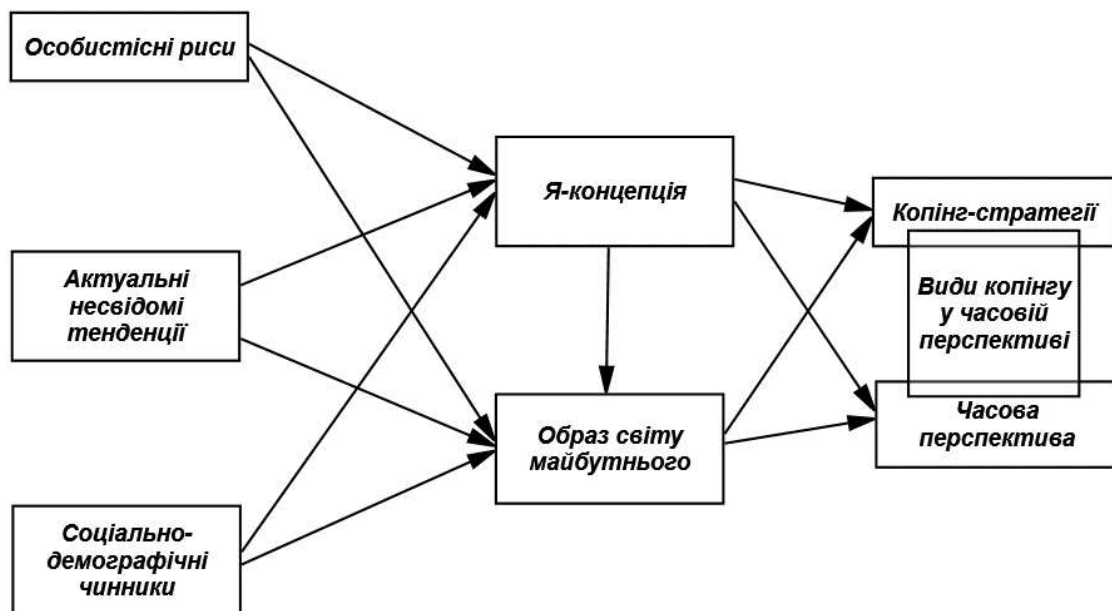 Особистісні риси
Я-концепція
Копінг-стратегії
Актуальні
несвідомі
тенденції
Види копінгу
у часовій
перспективі
Образ світу
майбутнього
Часова
перспектива
Соціально-
демографічні
чинники